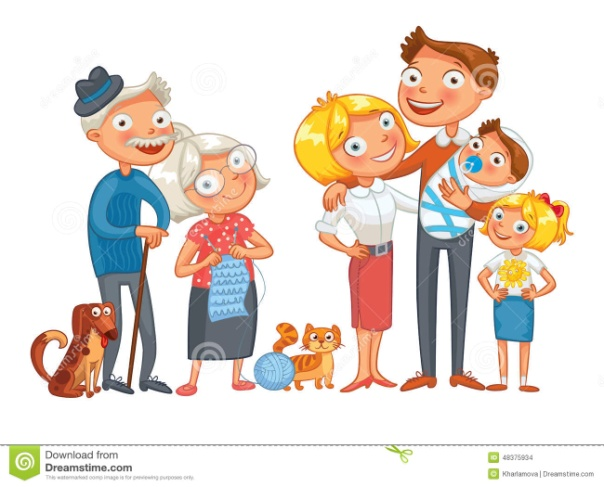 Download from
Dreamstime.com
This watermarked comp image is for previewing purposes only.
48375934
Kharlamova | Dreamstime.com